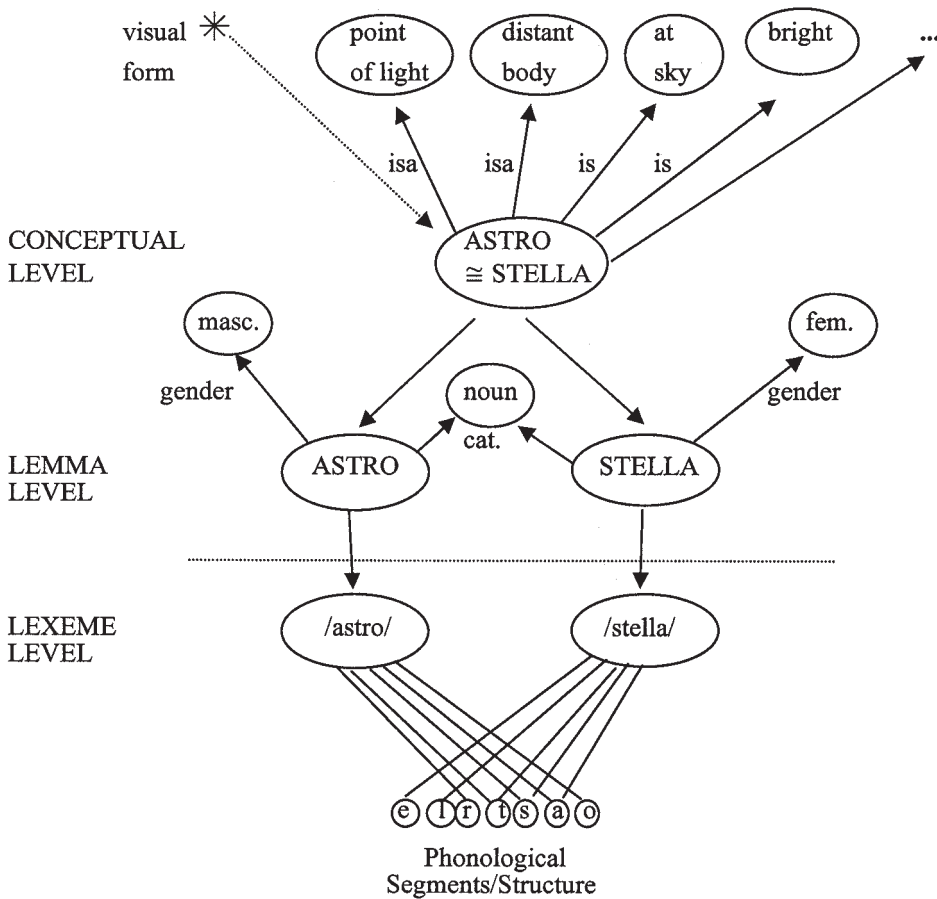 visual
form
point
of light
distant
body
at
sky
bright
...
isa
isa
is
is
CONCEPTUAL
LEVEL
ASTRO
≅ STELLA
masc.
fem.
gender
noun
gender
cat.
LEMMA
LEVEL
ASTRO
STELLA
LEXEME
LEVEL
/astro/
/stella/
e l r t s a o
Phonological
Segments/Structure